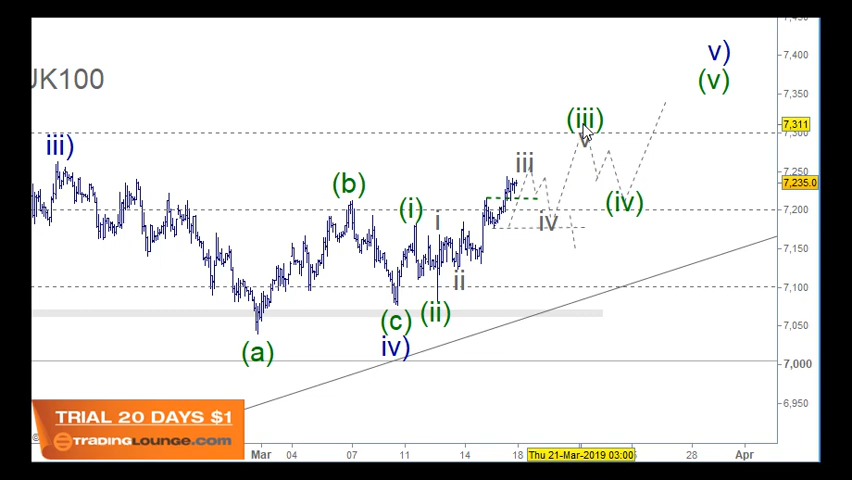 7,400
v)
(v)
UK100
7,350
7,311
7,300
(iii)
v
iii)
iii
7,250
(b)
7,235.0
(i)
i
iv
(iv)
7,200
7,150
ii
7,100
(ii)
(c)
7,050
iv)
(a)
7,000
6,950
TRIAL 20 DAYS $1
TRADINGLOUNGE.COM
Mar 04 07 11 14 18 Thu 21-Mar-2019 03:00 28 Apr